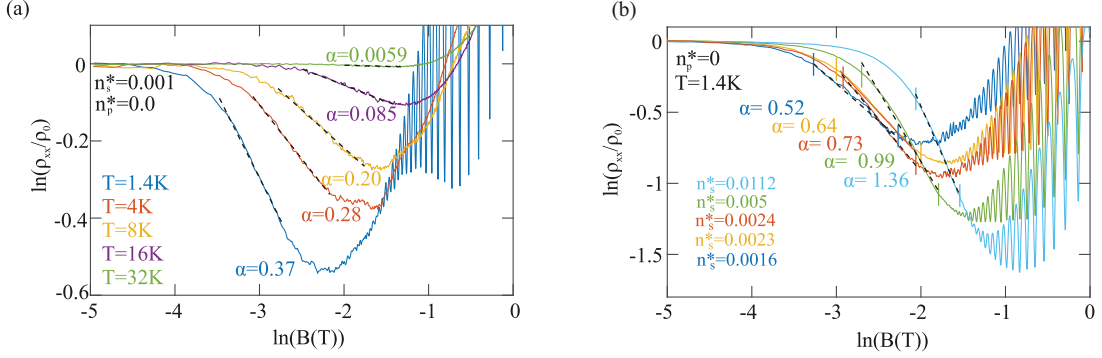 (a)
0
-0.2
-0.4
-0.6
ln(ρxx/ρ0)
α=0.0059
n*s=0.001
n*p=0.0
α=0.085
α=0.20
T=1.4K
T=4K
T=8K
T=16K
T=32K
α=0.28
α=0.37
-5 -4 -3 -2 -1 0
ln(B(T))
(b)
0
-0.5
-1
-1.5
ln(ρxx/ρ0)
n*p=0
T=1.4K
α= 0.52
α= 0.64
α= 0.73
α= 0.99
α= 1.36
n*s=0.0112
n*s=0.005
n*s=0.0024
n*s=0.0023
n*s=0.0016
-5 -4 -3 -2 -1 0
ln(B(T))